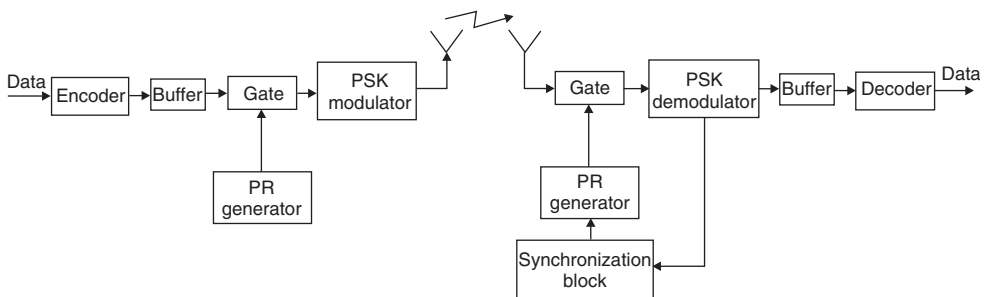 Data
Encoder
Buffer
Gate
PSK
modulator
PR
generator
Gate
PSK
demodulator
Buffer
Decoder
Data
PR
generator
Synchronization
block